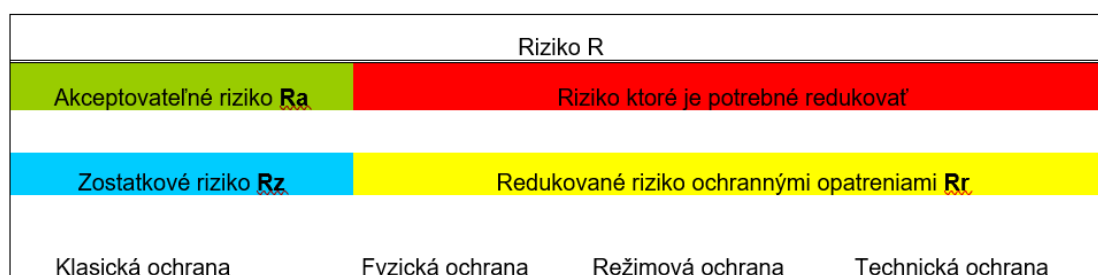 Riziko R
Akceptovateľné riziko Ra Riziko ktoré je potrebné redukovať
Zostatkové riziko Rz Redukované riziko ochrannými opatreniami Rr
Klasická ochrana Fyzická ochrana Režimová ochrana Technická ochrana